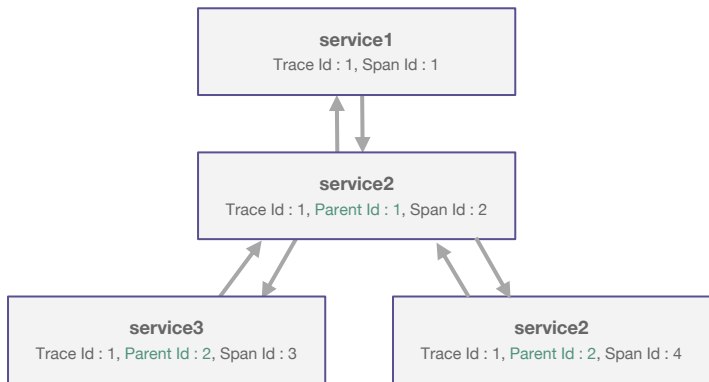 service1
Trace Id : 1, Span Id : 1
service2
Trace Id : 1, Parent Id : 1, Span Id : 2
service3
Trace Id : 1, Parent Id : 2, Span Id : 3
service2
Trace Id : 1, Parent Id : 2, Span Id : 4